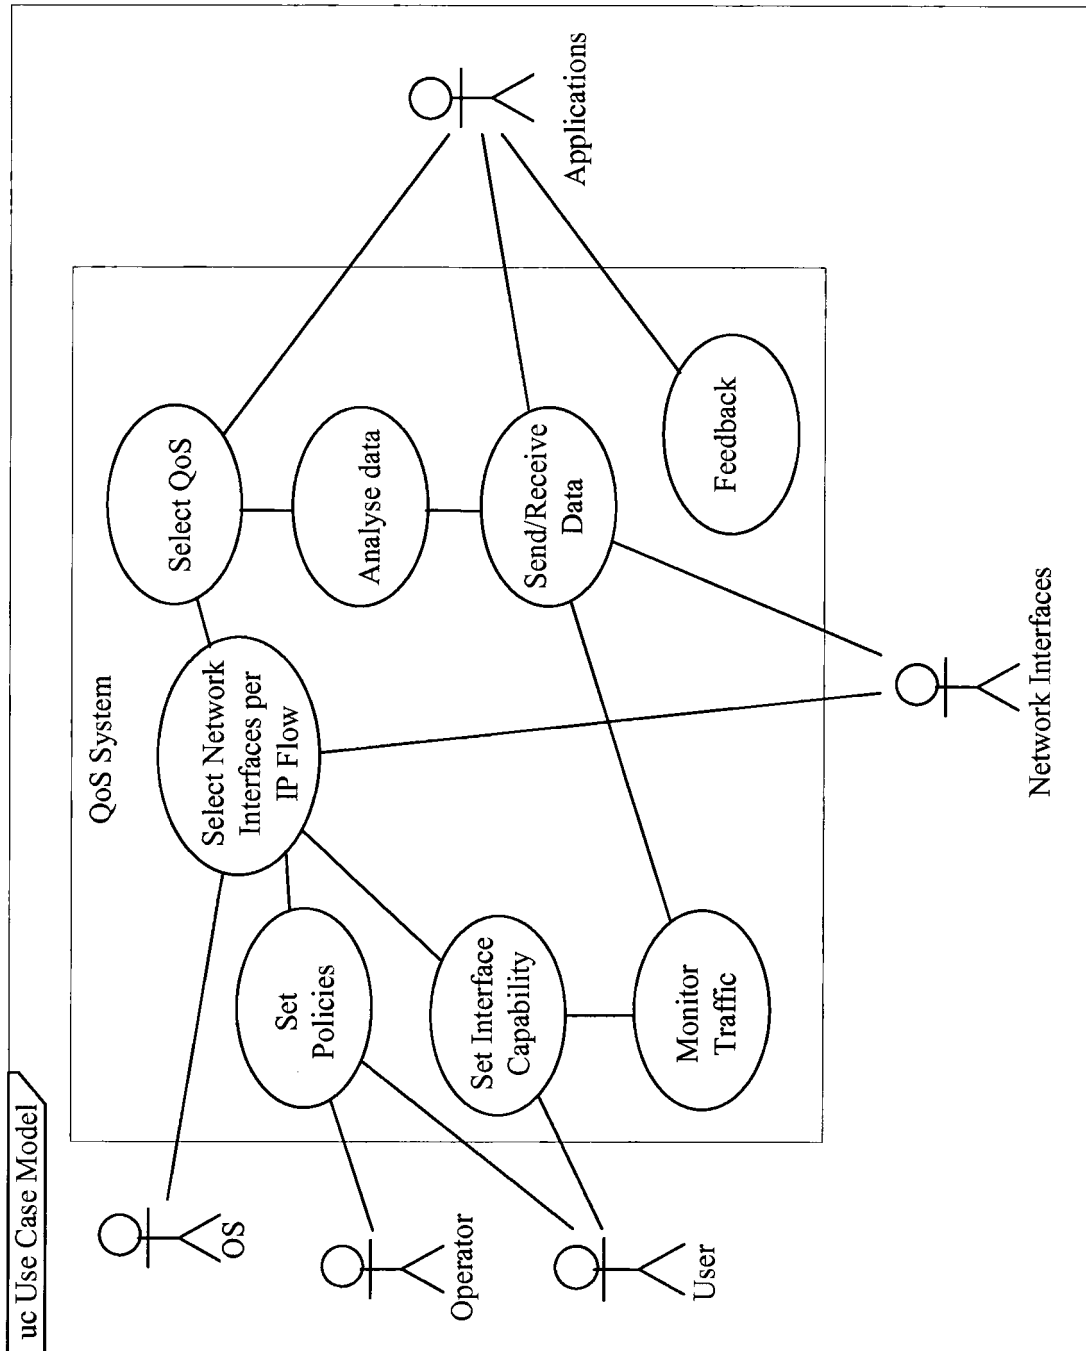 uc Use Case Model
QoS System
OS
Operator
User
Applications
Network Interfaces
Select QoS
Select Network
Interfaces per
IP Flow
Set
Policies
Analyse data
Set Interface
Capability
Send/Receive
Data
Monitor
Traffic
Feedback